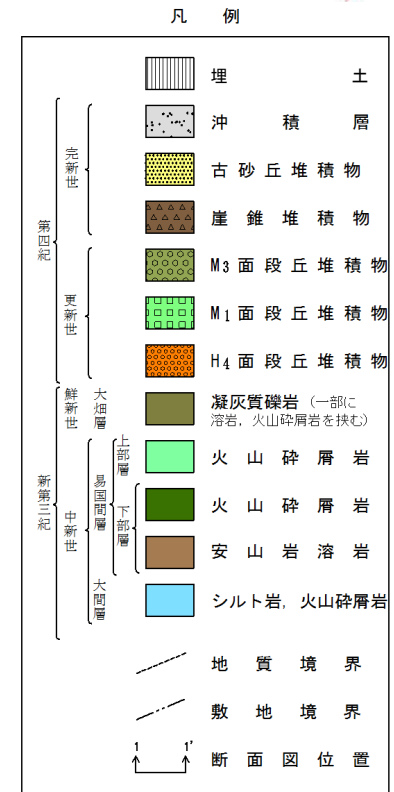 凡例
埋土
第四紀
完新世
沖積層
古砂丘堆積物
崖錐堆積物
更新世
M3面段丘堆積物
M1面段丘堆積物
H4面段丘堆積物
新第三紀
鮮新世
大畑層
凝灰質礫岩（一部に
溶岩，火山砕屑岩を挟む）
中新世
易国間層
上部層
火山砕屑岩
下部層
火山砕屑岩
安山岩溶岩
大間層
シルト岩，火山砕屑岩
地質境界
敷地境界
1 1' 断面図位置